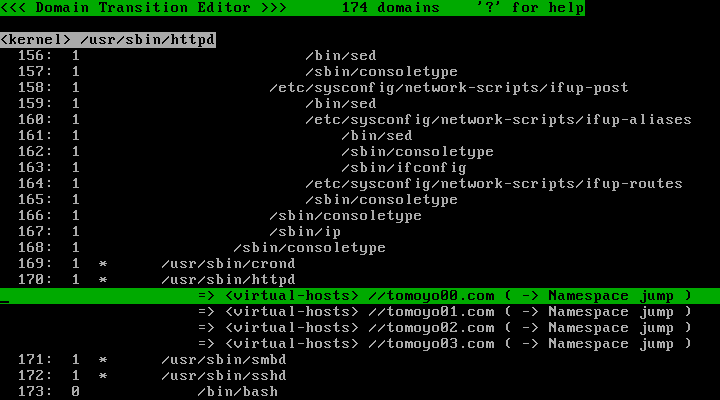 <<< Domain Transition Editor >>>      174 domains    '?' for help
<kernel> /usr/sbin/httpd
156:  1                         /bin/sed
157:  1                         /sbin/consoletype
158:  1                     /etc/sysconfig/network-scripts/ifup-post
159:  1                         /bin/sed
160:  1                         /etc/sysconfig/network-scripts/ifup-aliases
161:  1                             /bin/sed
162:  1                             /sbin/consoletype
163:  1                             /sbin/ifconfig
164:  1                         /etc/sysconfig/network-scripts/ifup-routes
165:  1                         /sbin/consoletype
166:  1                     /sbin/consoletype
167:  1                     /sbin/ip
168:  1                 /sbin/consoletype
169:  1  *      /usr/sbin/crond
170:  1  *      /usr/sbin/httpd
=> <virtual-hosts> //tomoyo00.com ( -> Namespace jump )
=> <virtual-hosts> //tomoyo01.com ( -> Namespace jump )
=> <virtual-hosts> //tomoyo02.com ( -> Namespace jump )
=> <virtual-hosts> //tomoyo03.com ( -> Namespace jump )
171:  1  *      /usr/sbin/smbd
172:  1  *      /usr/sbin/sshd
173:  0             /bin/bash